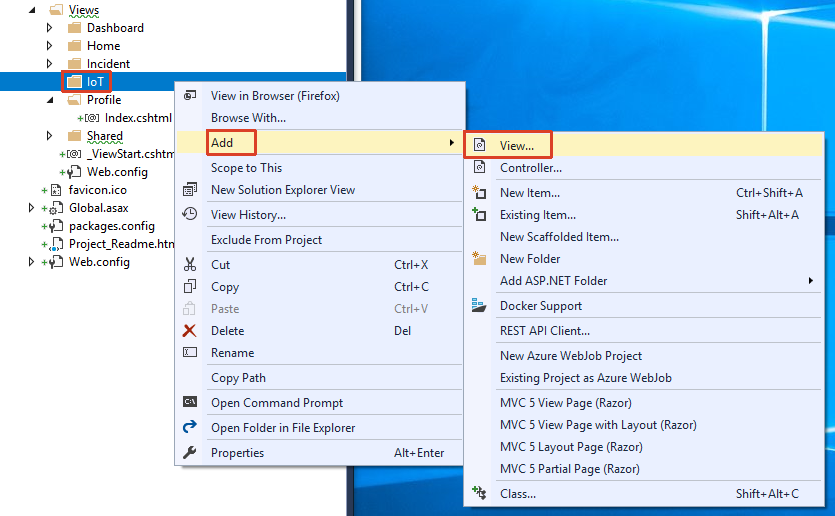 Views
Dashboard
Home
Incident
IoT
Profile
Index.cshtml
Shared
_ViewStart.cshtm
Web.config
favicon.ico
Global.asax
packages.config
Project_Readme.htm
Web.config
View in Browser (Firefox)
Browse With...
Add
Scope to This
New Solution Explorer View
View History...
Exclude From Project
Cut Ctrl+X
Copy Ctrl+C
Paste Ctrl+V
Delete Del
Rename
Copy Path
Open Command Prompt
Open Folder in File Explorer
Properties Alt+Enter
View...
Controller...
New Item... Ctrl+Shift+A
Existing Item... Shift+Alt+A
New Scaffolded Item...
New Folder
Add ASP.NET Folder
Docker Support
REST API Client...
New Azure WebJob Project
Existing Project as Azure WebJob
MVC 5 View Page (Razor)
MVC 5 View Page with Layout (Razor)
MVC 5 Layout Page (Razor)
MVC 5 Partial Page (Razor)
Class... Shift+Alt+C